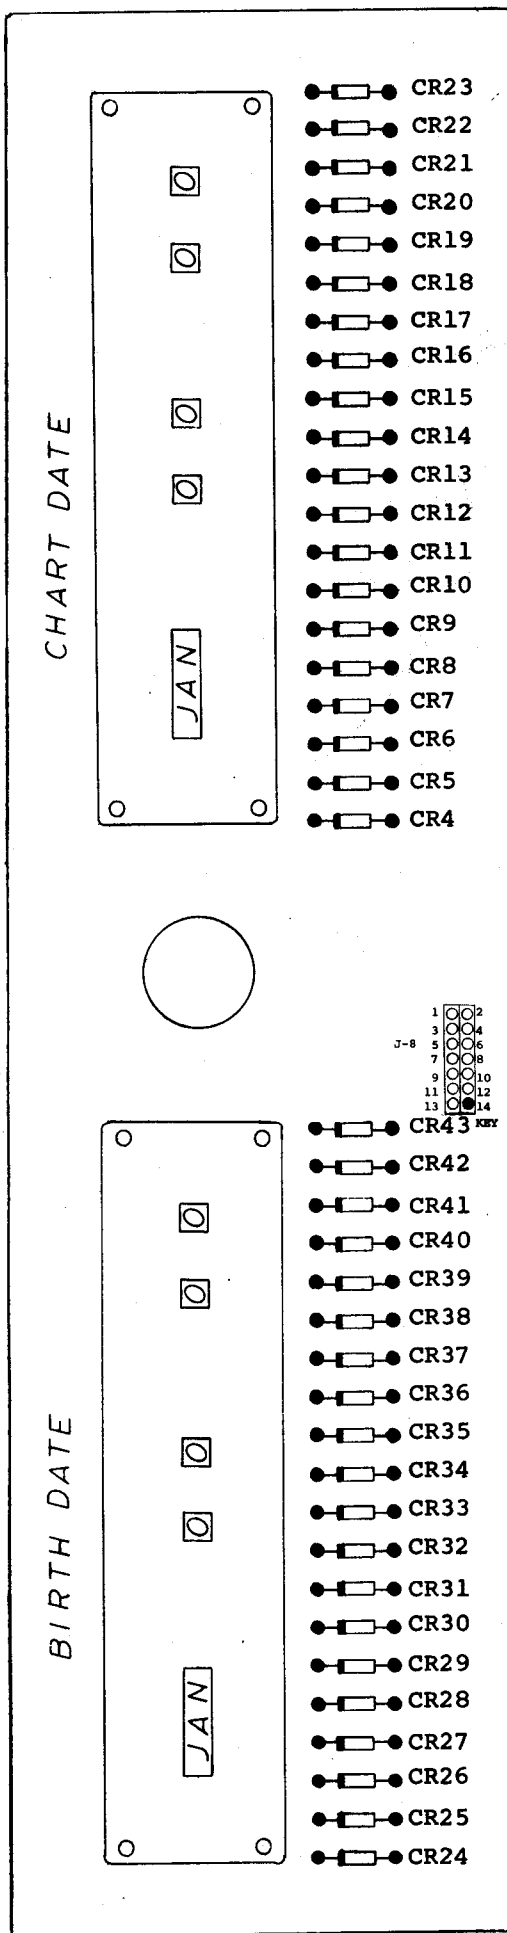 CHART DATE
0
0
0
0
JAN
CR23
CR22
CR21
CR20
CR19
CR18
CR17
CR16
CR15
CR14
CR13
CR12
CR11
CR10
CR9
CR8
CR7
CR6
CR5
CR4
J-8
1 2
3 4
5 6
7 8
9 10
11 12
13 14
KEY
BIRTH DATE
0
0
0
0
JAN
CR43
CR42
CR41
CR40
CR39
CR38
CR37
CR36
CR35
CR34
CR33
CR32
CR31
CR30
CR29
CR28
CR27
CR26
CR25
CR24